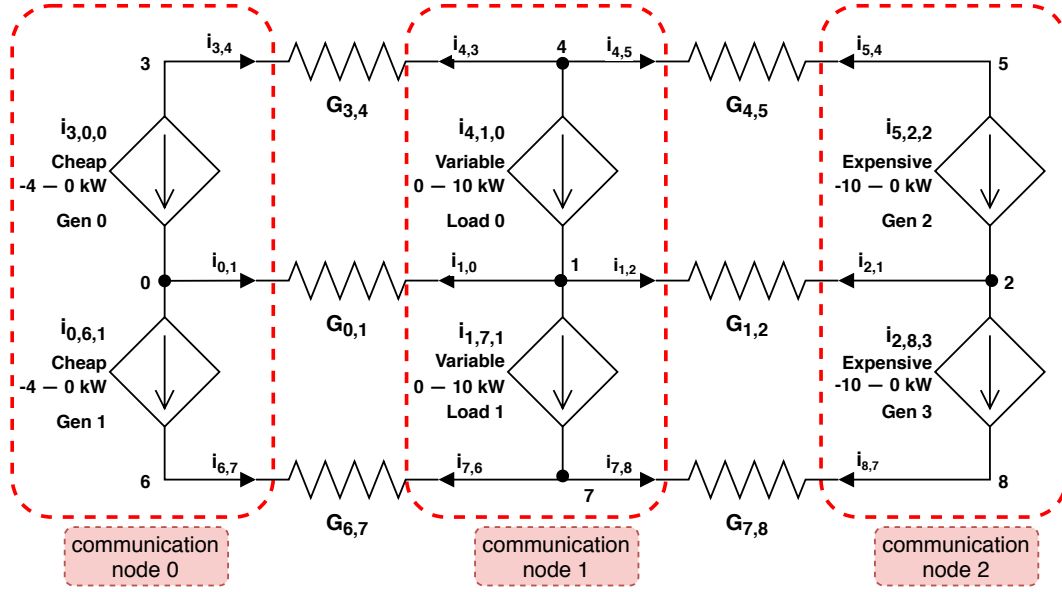 3
i3,4
i4,3
4
i4,5
i5,4
5
G3,4
G4,5
i3,0,0
Cheap
-4 — 0 kW
Gen 0
i4,1,0
Variable
0 — 10 kW
Load 0
i5,2,2
Expensive
-10 — 0 kW
Gen 2
0
i0,1
i1,0
1
i1,2
i2,1
2
G0,1
G1,2
i0,6,1
Cheap
-4 — 0 kW
Gen 1
i1,7,1
Variable
0 — 10 kW
Load 1
i2,8,3
Expensive
-10 — 0 kW
Gen 3
6
i6,7
i7,6
7
i7,8
i8,7
8
G6,7
G7,8
communication
node 0
communication
node 1
communication
node 2